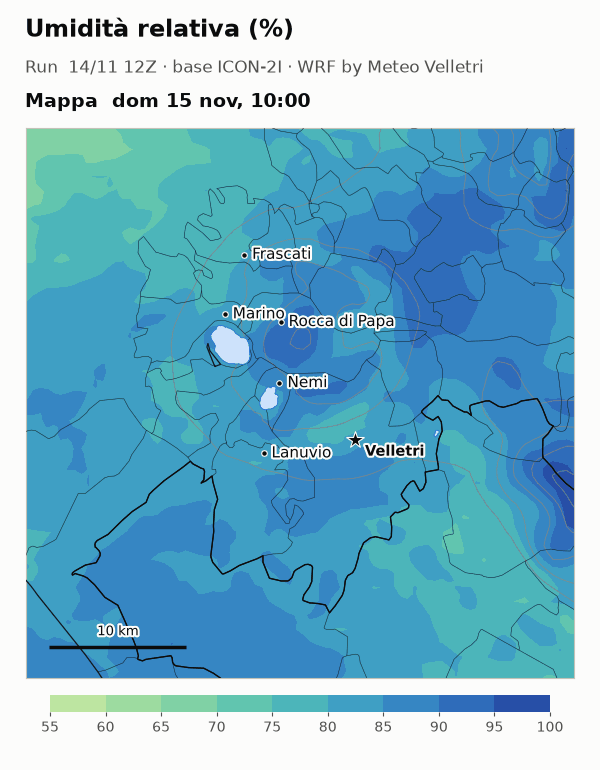 Umidità relativa (%)
Run  14/11 12Z · base ICON-2I · WRF by Meteo Velletri
Mappa  dom 15 nov, 10:00
Frascati
Marino
Rocca di Papa
Nemi
Velletri
Lanuvio
10 km
55 60 65 70 75 80 85 90 95 100